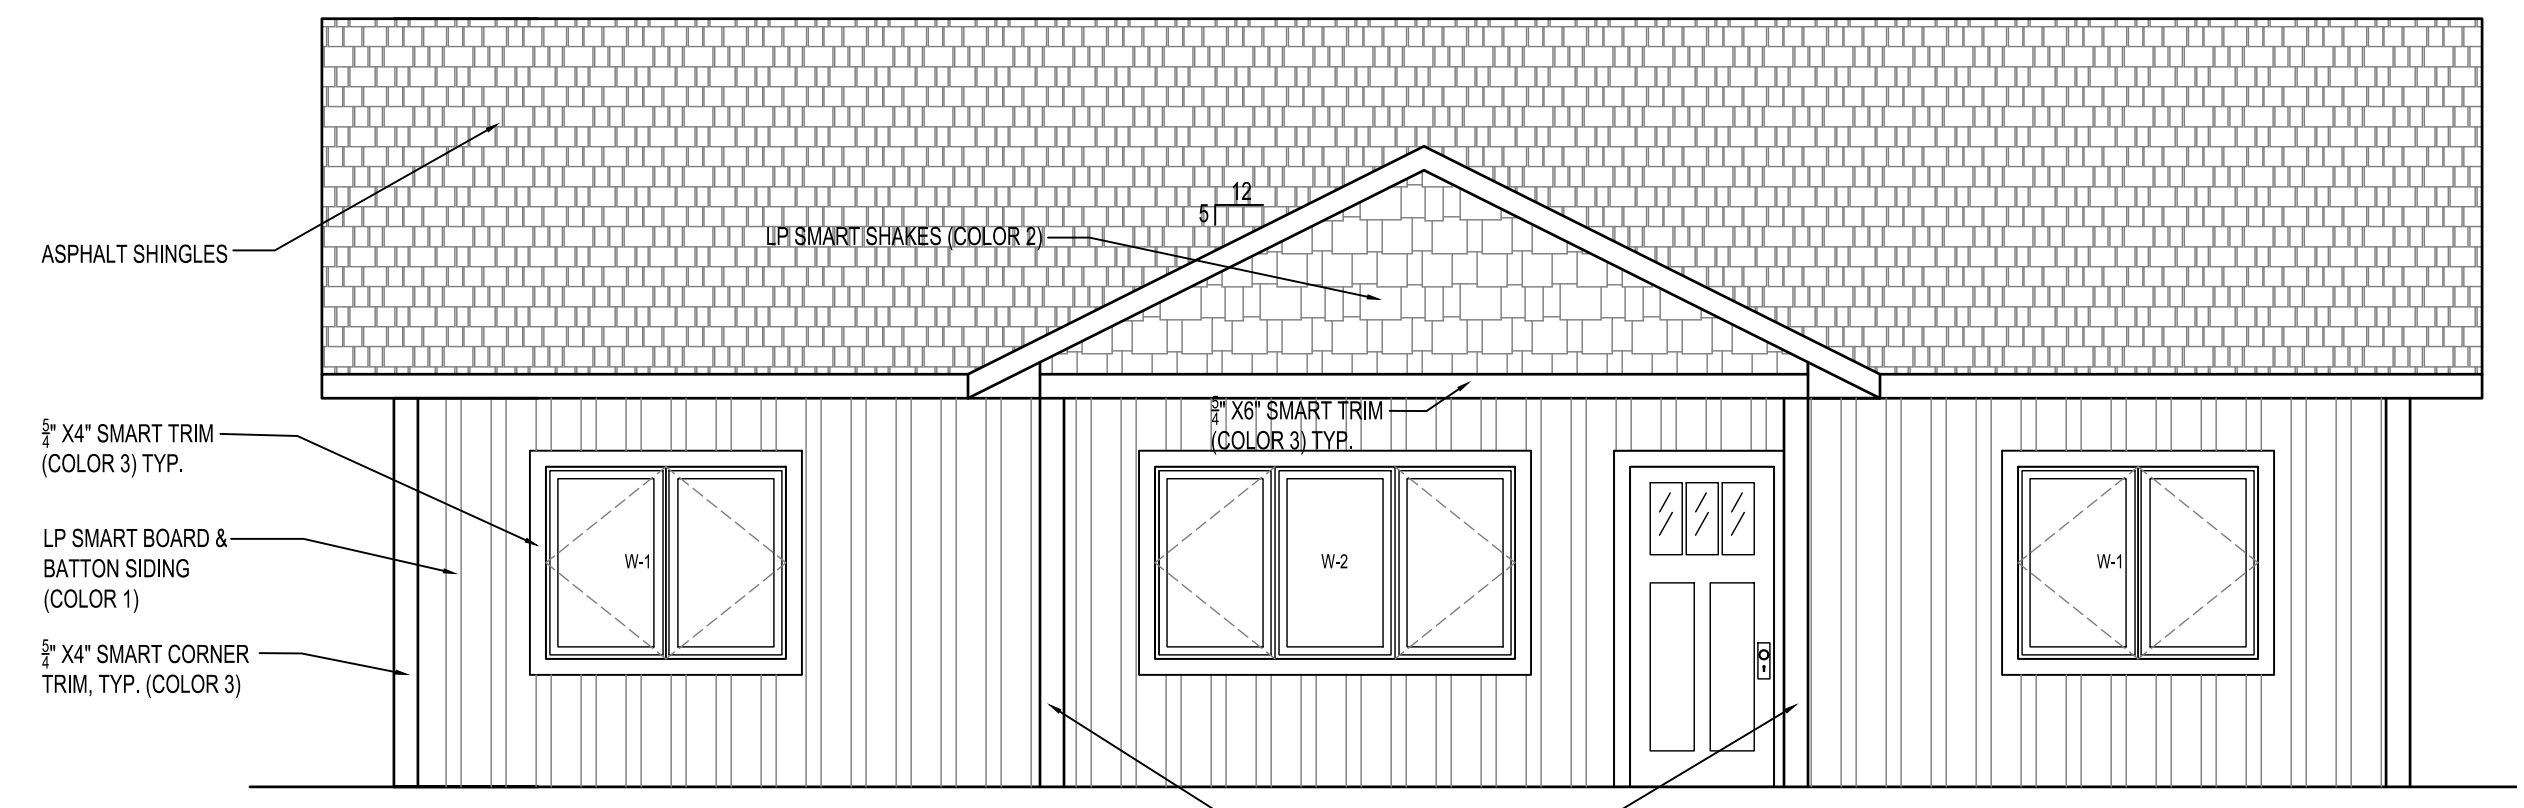 12
5
LP SMART SHAKES (COLOR 2)
ASPHALT SHINGLES
5/4" X6" SMART TRIM
(COLOR 3) TYP.
5/4" X4" SMART TRIM
(COLOR 3) TYP.
LP SMART BOARD &
BATTON SIDING
(COLOR 1)
5/4" X4" SMART CORNER
TRIM, TYP. (COLOR 3)
W-1
W-2
W-1